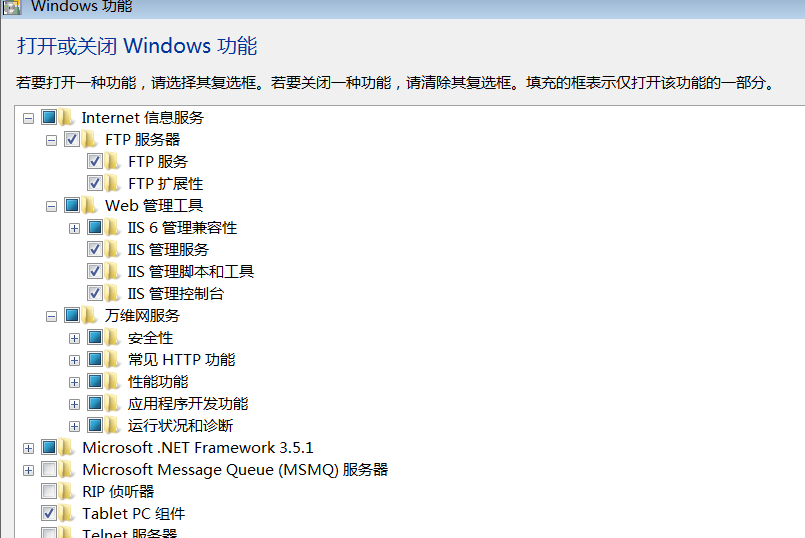 Windows 功能
打开或关闭 Windows 功能
若要打开一种功能，请选择其复选框。若要关闭一种功能，请清除其复选框。填充的框表示仅打开该功能的一部分。
Internet 信息服务
FTP 服务器
FTP 服务
FTP 扩展性
Web 管理工具
IIS 6 管理兼容性
IIS 管理服务
IIS 管理脚本和工具
IIS 管理控制台
万维网服务
安全性
常见 HTTP 功能
性能功能
应用程序开发功能
运行状况和诊断
Microsoft .NET Framework 3.5.1
Microsoft Message Queue (MSMQ) 服务器
RIP 侦听器
Tablet PC 组件
Telnet 服务器